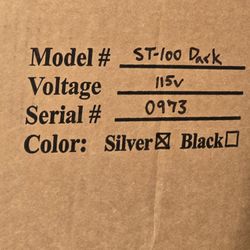 Model # ST-100 Dark
Voltage 115v
Serial # 0973
Color: Silver☒ Black☐